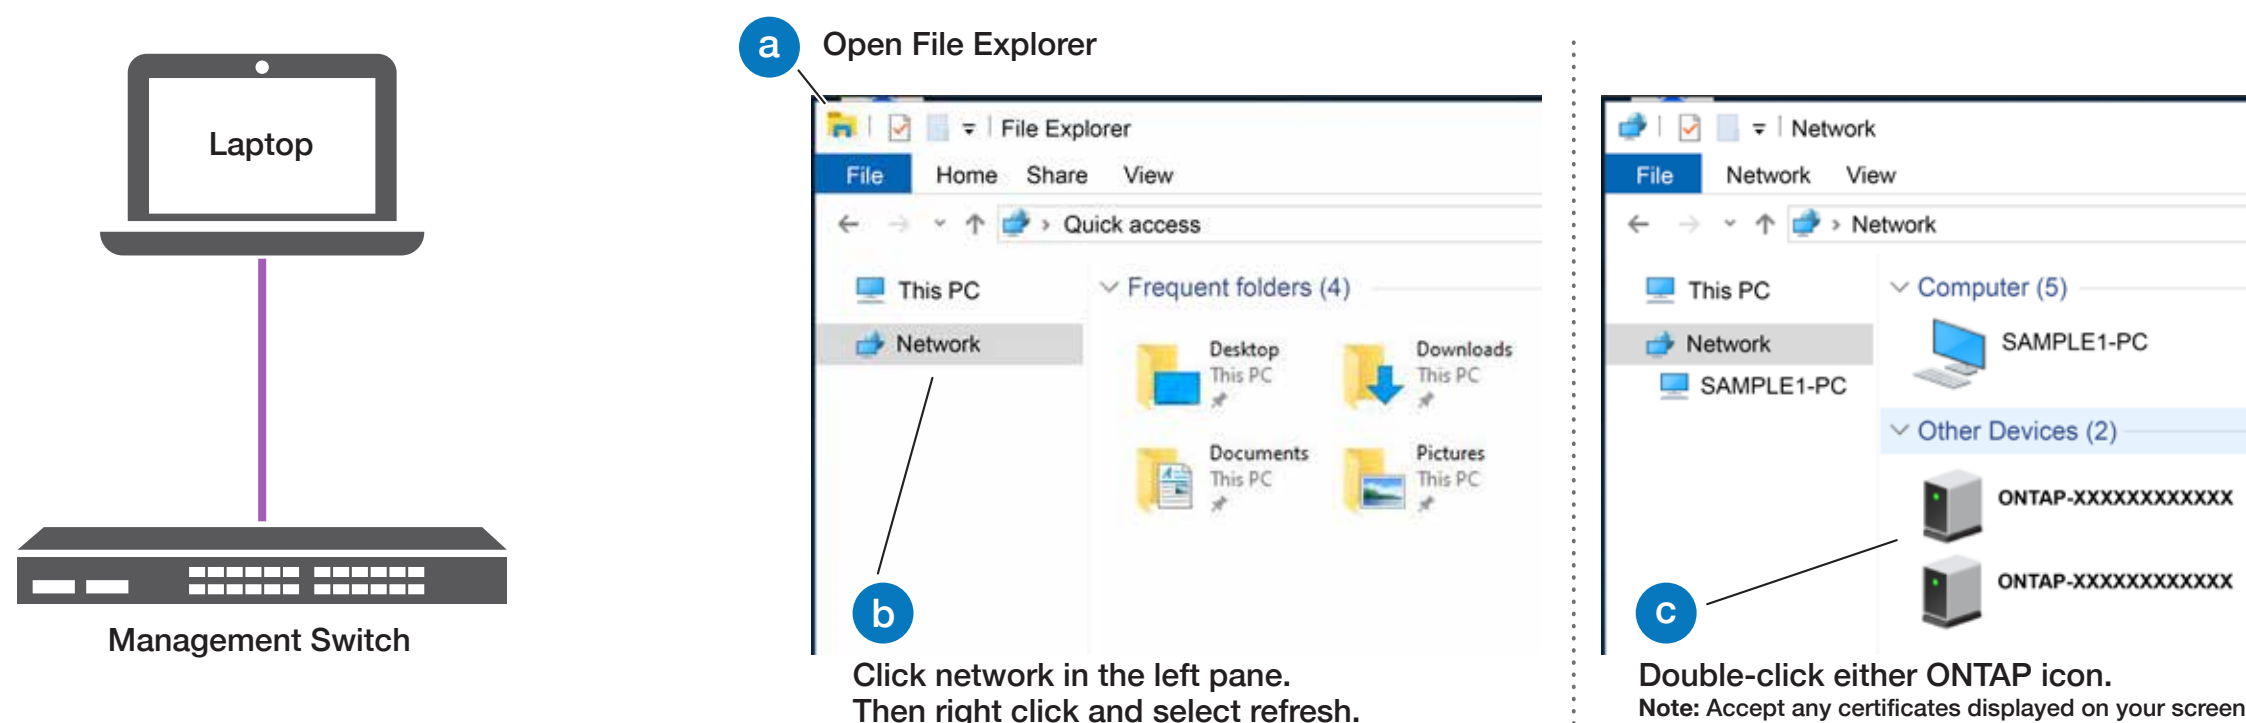 Laptop
Management Switch
a Open File Explorer
File Explorer
File Home Share View
Quick access
This PC
Network
Frequent folders (4)
Desktop
This PC
Downloads
This PC
Documents
This PC
Pictures
This PC
b
Click network in the left pane.
Then right click and select refresh.
Network
File Network View
Network
This PC
Network
SAMPLE1-PC
Computer (5)
SAMPLE1-PC
Other Devices (2)
ONTAP-XXXXXXXXXXXX
ONTAP-XXXXXXXXXXXX
c
Double-click either ONTAP icon.
Note: Accept any certificates displayed on your screen